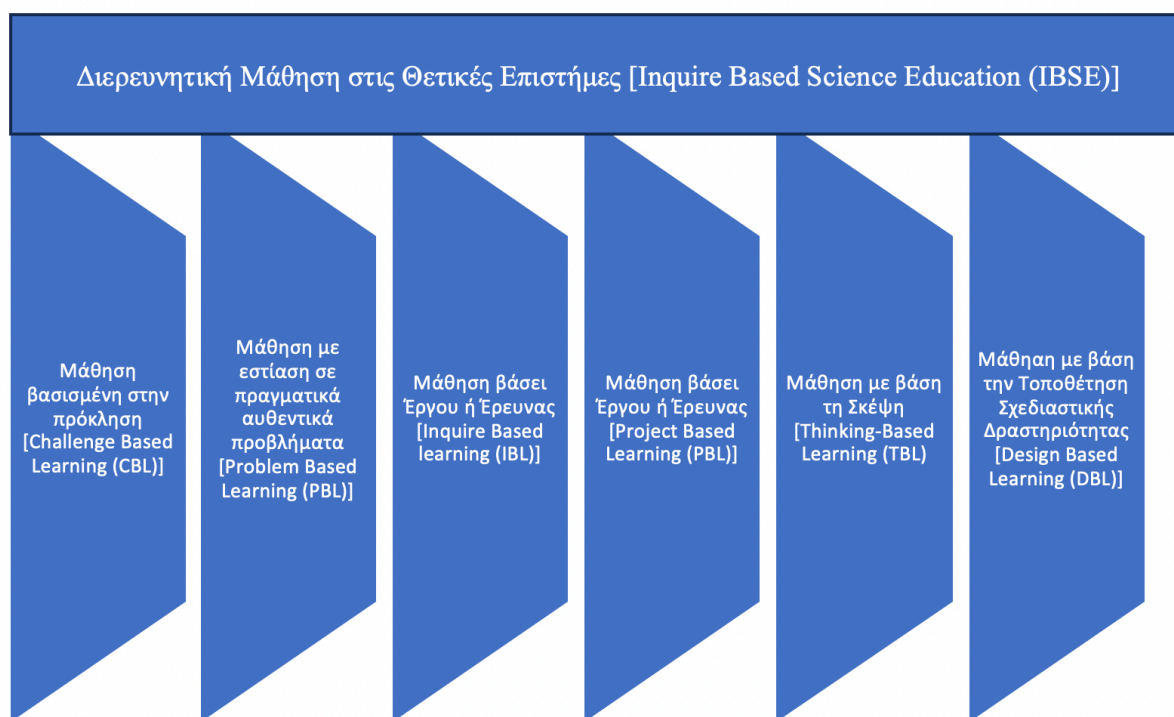 Διερευνητική Μάθηση στις Θετικές Επιστήμες [Inquire Based Science Education (IBSE)]
Μάθηση
βασισμένη στην
πρόκληση
[Challenge Based
Learning (CBL)]
Μάθηση με
εστίαση σε
πραγματικά
αυθεντικά
προβλήματα
[Problem Based
Learning (PBL)]
Μάθηση βάσει
Έργου ή Έρευνας
[Inquire Based
learning (IBL)]
Μάθηση βάσει
Έργου ή Έρευνας
[Project Based
Learning (PBL)]
Μάθηση με βάση
τη Σκέψη
[Thinking-Based
Learning (TBL)
Μάθηαη με βάση
την Τοποθέτηση
Σχεδιαστικής
Δραστηριότητας
[Design Based
Learning (DBL)]